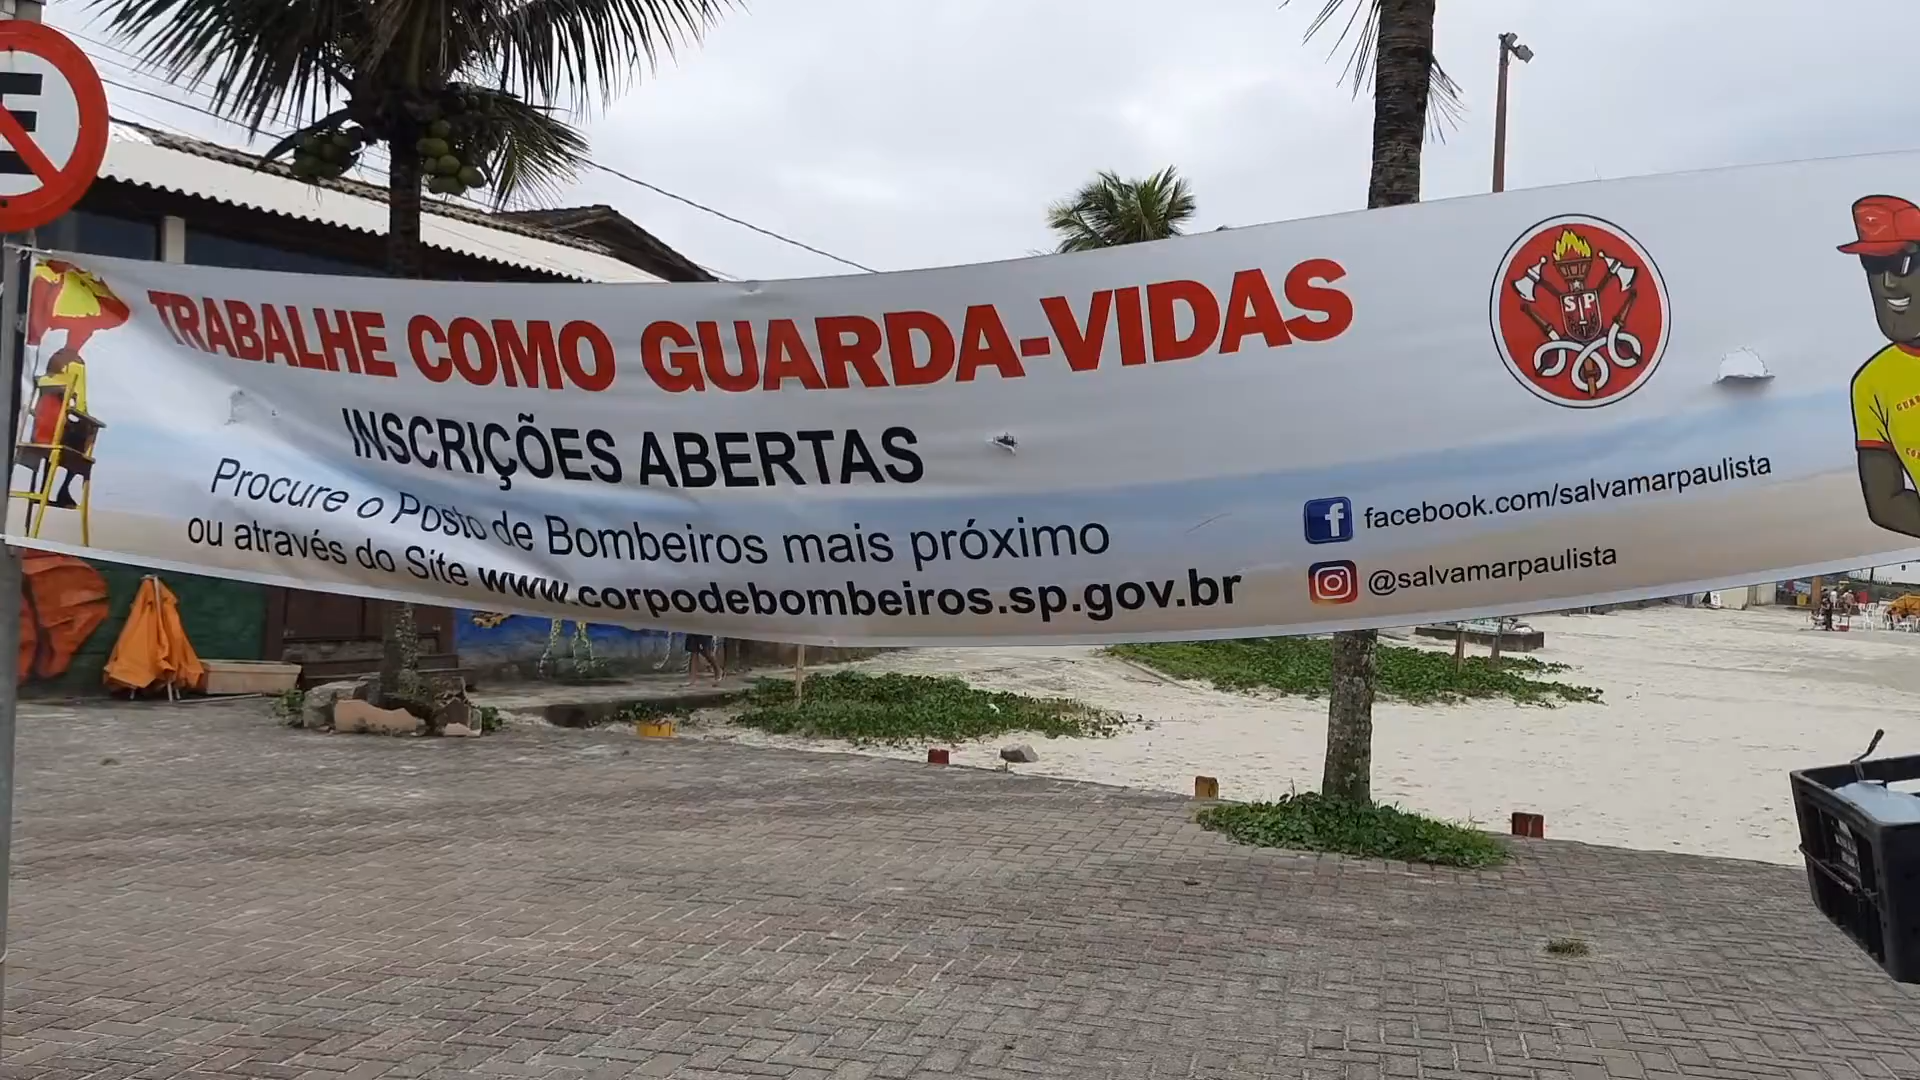 E
TRABALHE COMO GUARDA-VIDAS
INSCRIÇÕES ABERTAS
Procure o Posto de Bombeiros mais próximo
ou através do Site www.corpodebombeiros.sp.gov.br
SP
facebook.com/salvamarpaulista
@salvamarpaulista